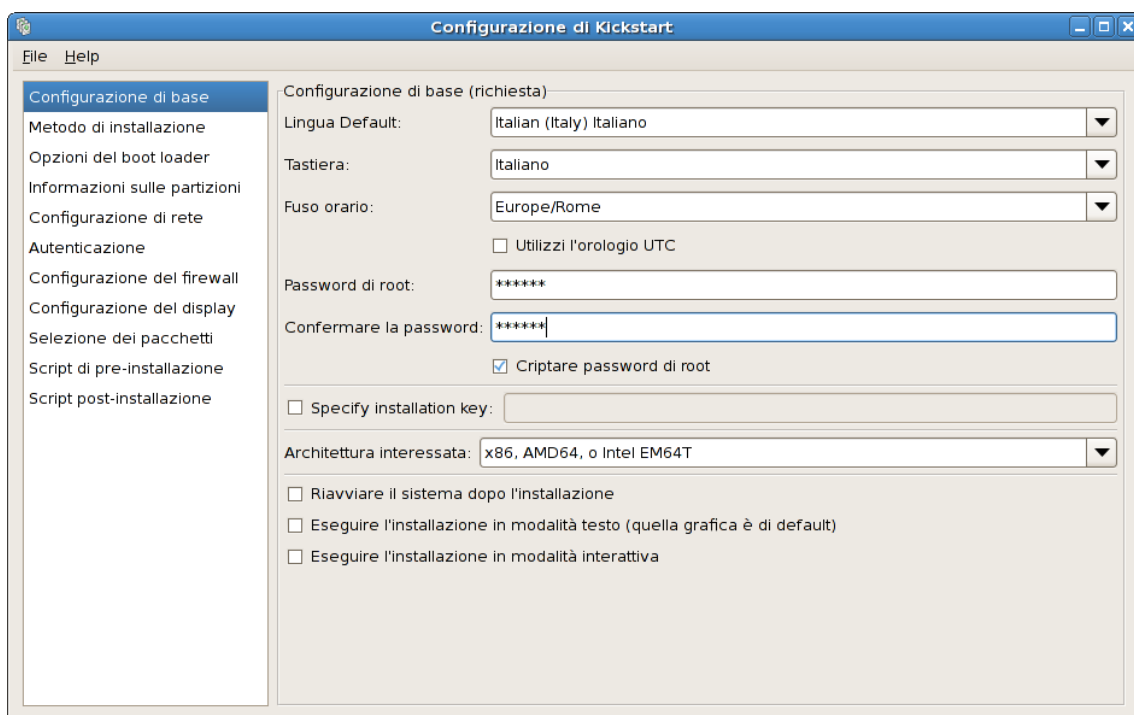 Configurazione di Kickstart
File Help
Configurazione di base
Metodo di installazione
Opzioni del boot loader
Informazioni sulle partizioni
Configurazione di rete
Autenticazione
Configurazione del firewall
Configurazione del display
Selezione dei pacchetti
Script di pre-installazione
Script post-installazione
Configurazione di base (richiesta)
Lingua Default: Italian (Italy) Italiano
Tastiera: Italiano
Fuso orario: Europe/Rome
Utilizzi l'orologio UTC
Password di root: ******
Confermare la password: ******
Criptare password di root
Specify installation key:
Architettura interessata: x86, AMD64, o Intel EM64T
Riavviare il sistema dopo l'installazione
Eseguire l'installazione in modalità testo (quella grafica è di default)
Eseguire l'installazione in modalità interattiva